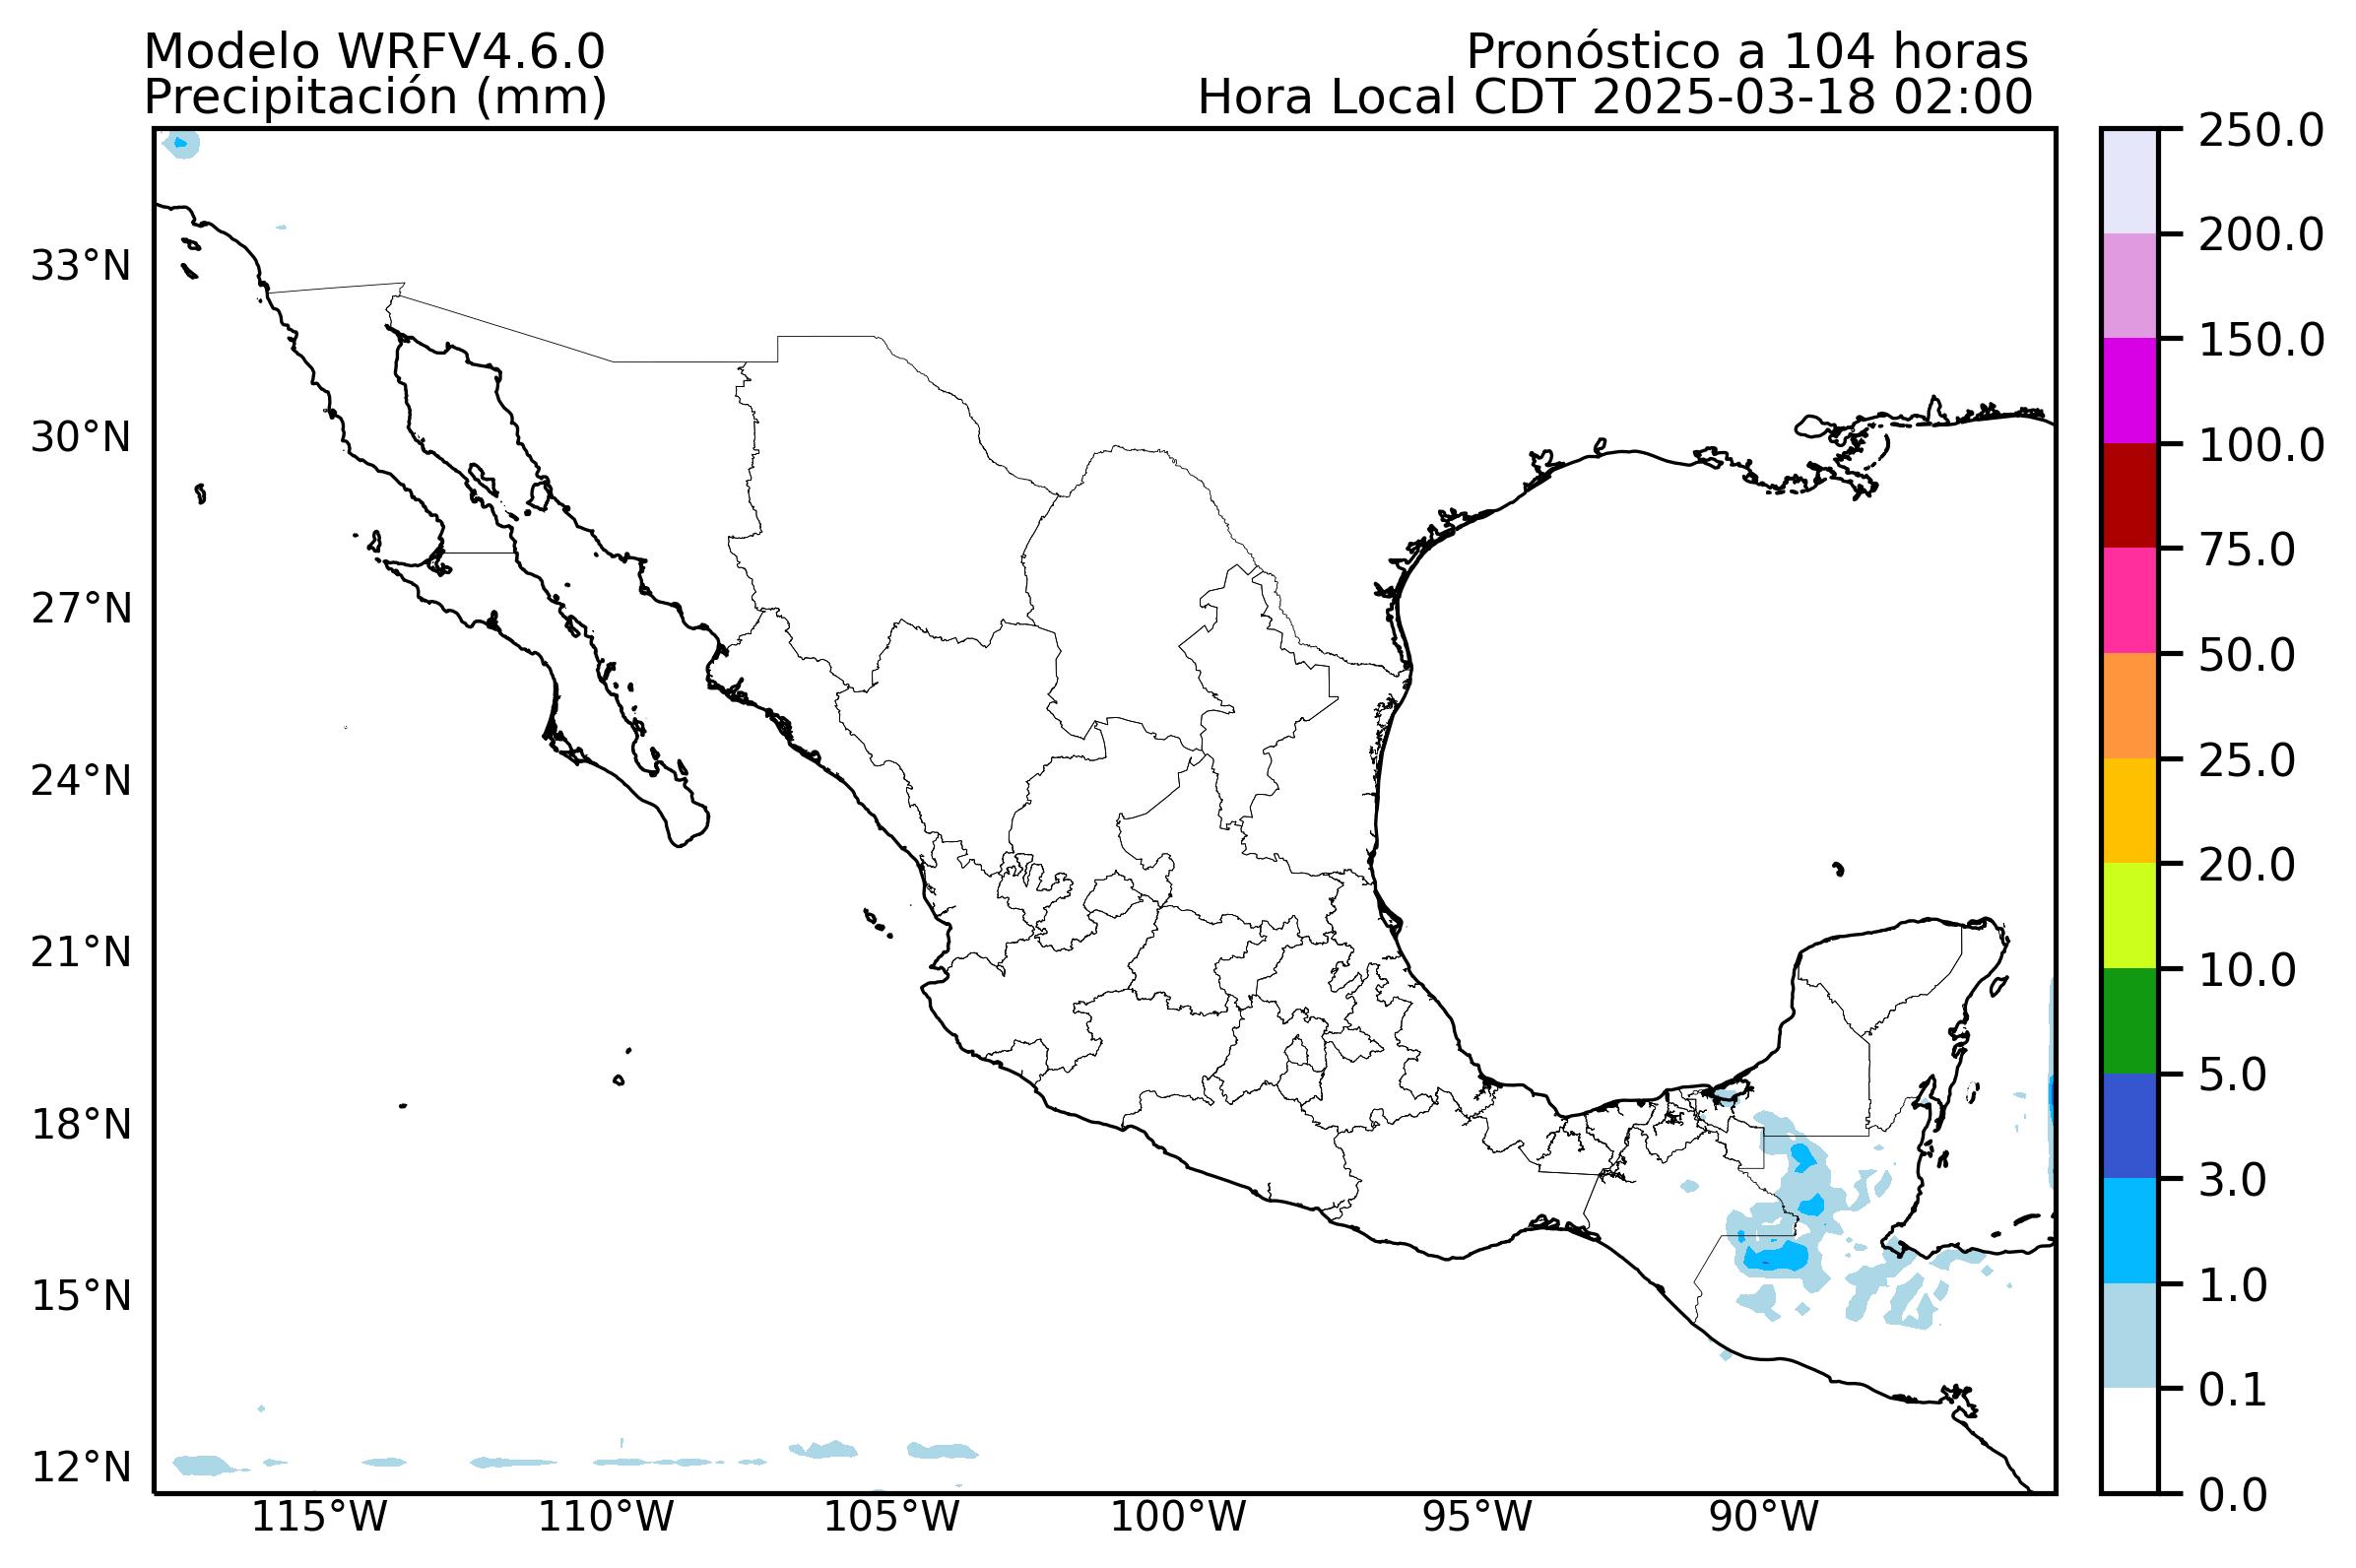 Modelo WRFV4.6.0
Precipitación (mm)
Pronóstico a 104 horas
Hora Local CDT 2025-03-18 02:00
33°N
30°N
27°N
24°N
21°N
18°N
15°N
12°N
115°W
110°W
105°W
100°W
95°W
90°W
250.0
200.0
150.0
100.0
75.0
50.0
25.0
20.0
10.0
5.0
3.0
1.0
0.1
0.0